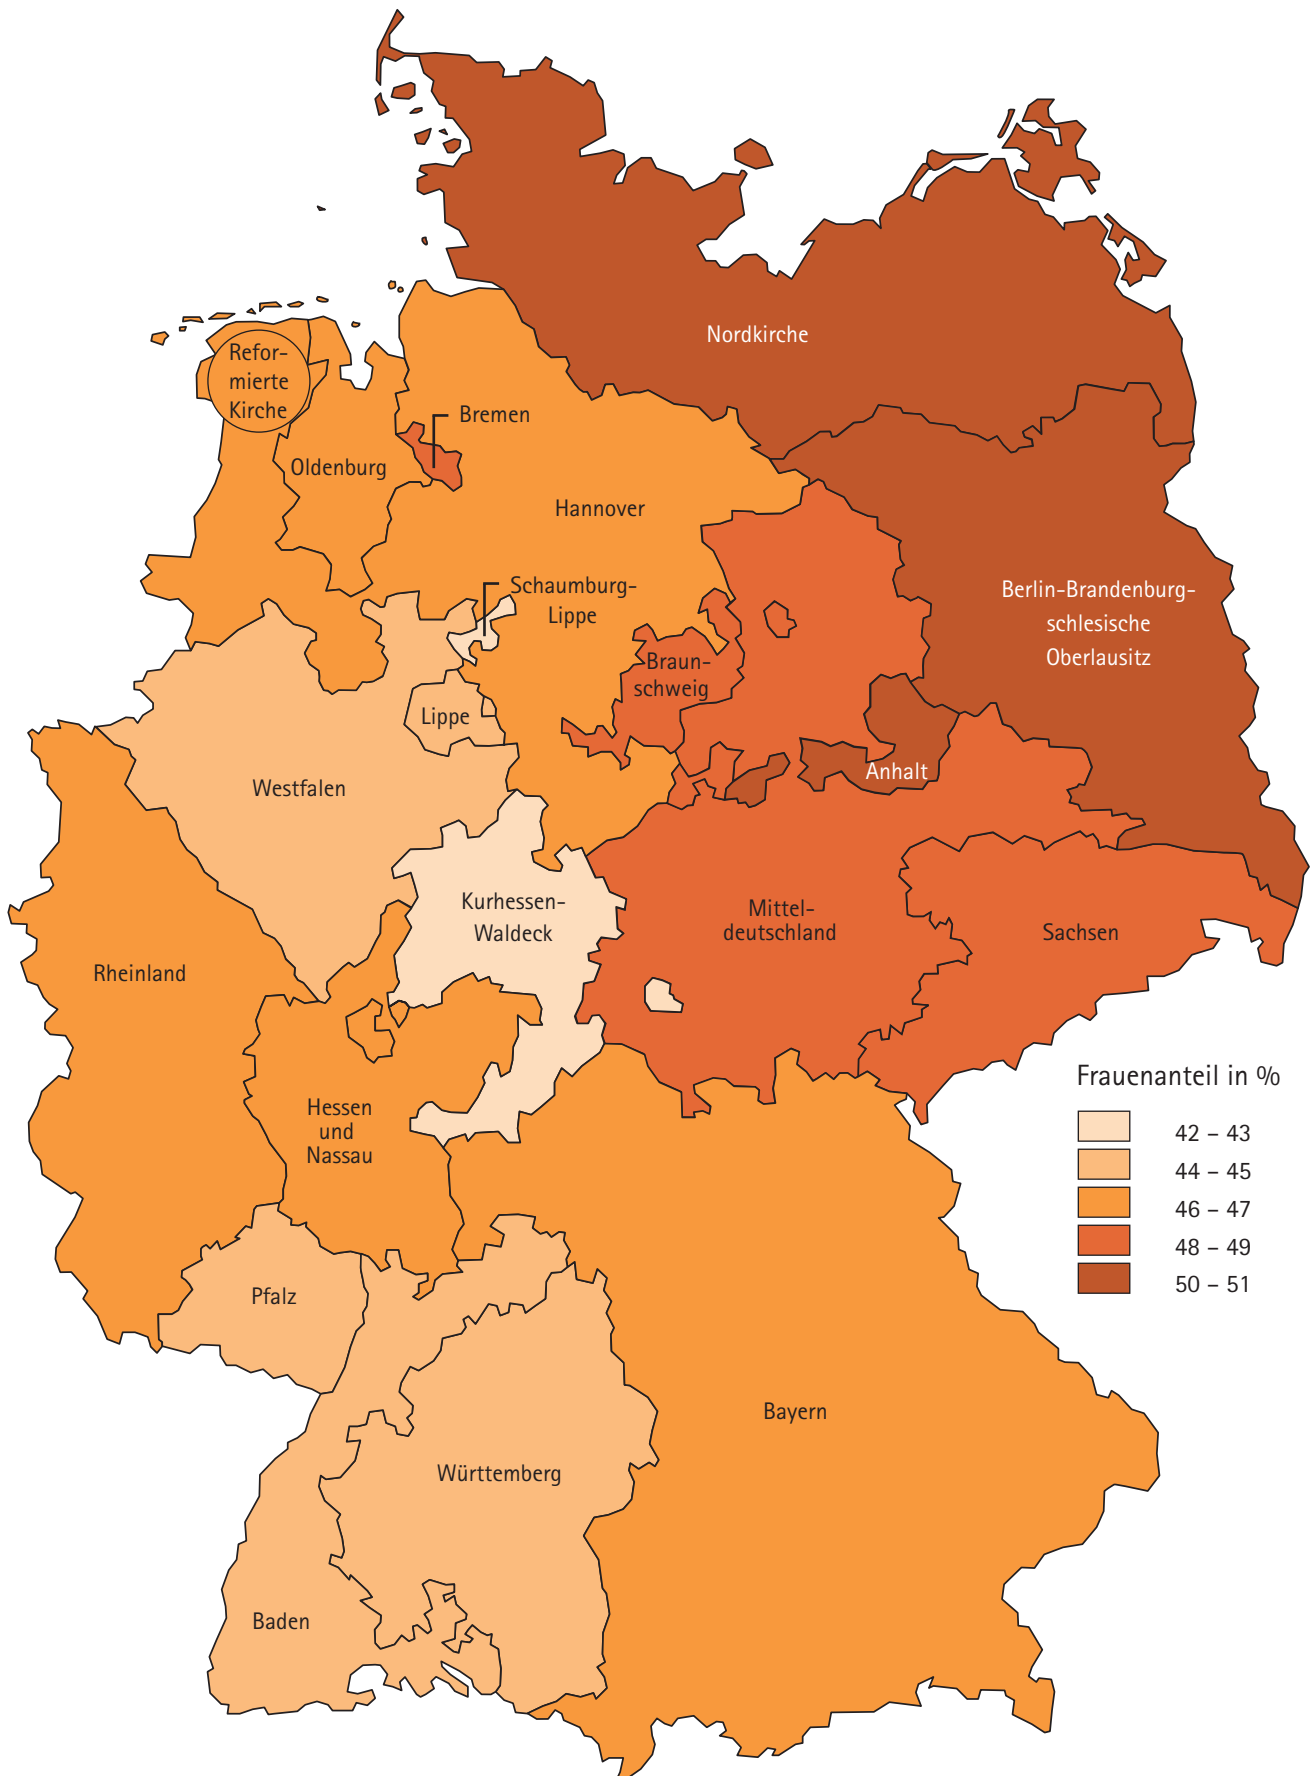 Nordkirche
Refor-
mierte
Kirche
Bremen
Oldenburg
Hannover
Schaumburg-
Lippe
Berlin-Brandenburg-
schlesische
Oberlausitz
Braun-
schweig
Lippe
Anhalt
Westfalen
Kurhessen-
Waldeck
Mittel-
deutschland
Sachsen
Rheinland
Hessen
und
Nassau
Frauenanteil in %
42 – 43
44 – 45
46 – 47
48 – 49
50 – 51
Pfalz
Bayern
Württemberg
Baden